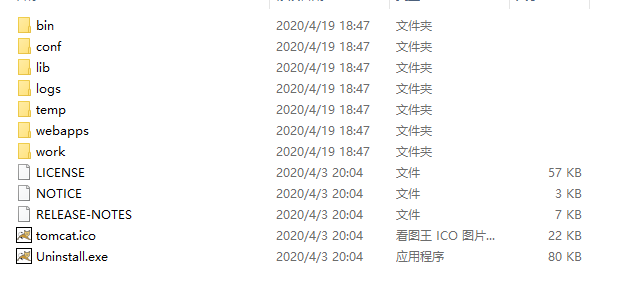 bin 2020/4/19 18:47 文件夹
conf 2020/4/19 18:47 文件夹
lib 2020/4/19 18:47 文件夹
logs 2020/4/19 18:47 文件夹
temp 2020/4/19 18:47 文件夹
webapps 2020/4/19 18:47 文件夹
work 2020/4/19 18:47 文件夹
LICENSE 2020/4/3 20:04 文件 57 KB
NOTICE 2020/4/3 20:04 文件 3 KB
RELEASE-NOTES 2020/4/3 20:04 文件 7 KB
tomcat.ico 2020/4/3 20:04 看图王 ICO 图片... 22 KB
Uninstall.exe 2020/4/3 20:04 应用程序 80 KB